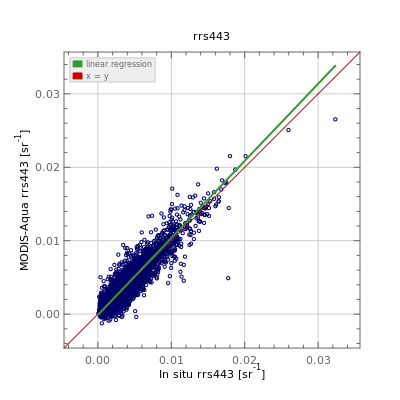 rrs443
linear regression
x = y
0.03
0.02
0.01
0.00
MODIS-Aqua rrs443 [sr-1]
0.00 0.01 0.02 0.03
In situ rrs443 [sr-1]